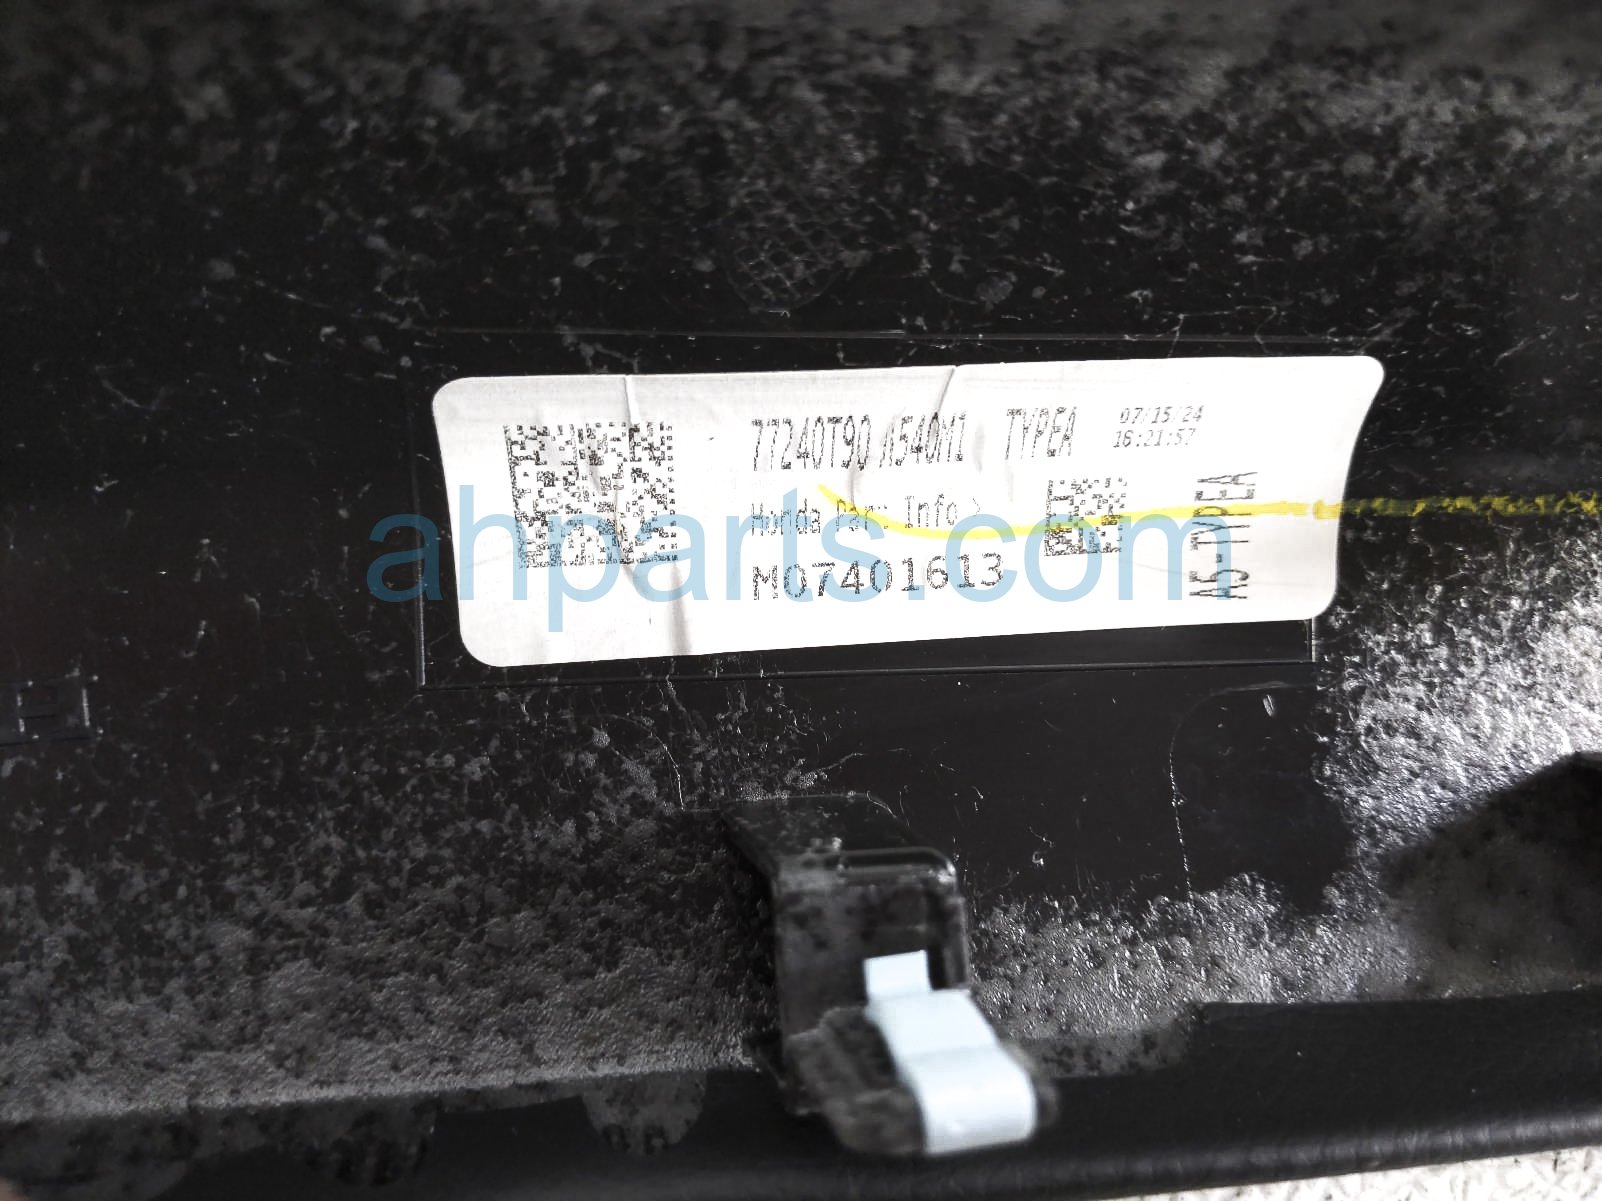 77240T90 A540M1 TYPEA
07/15/24
16:21:57
Honda Part Info >
M07401613
A5-TYPEA
ahparts.com